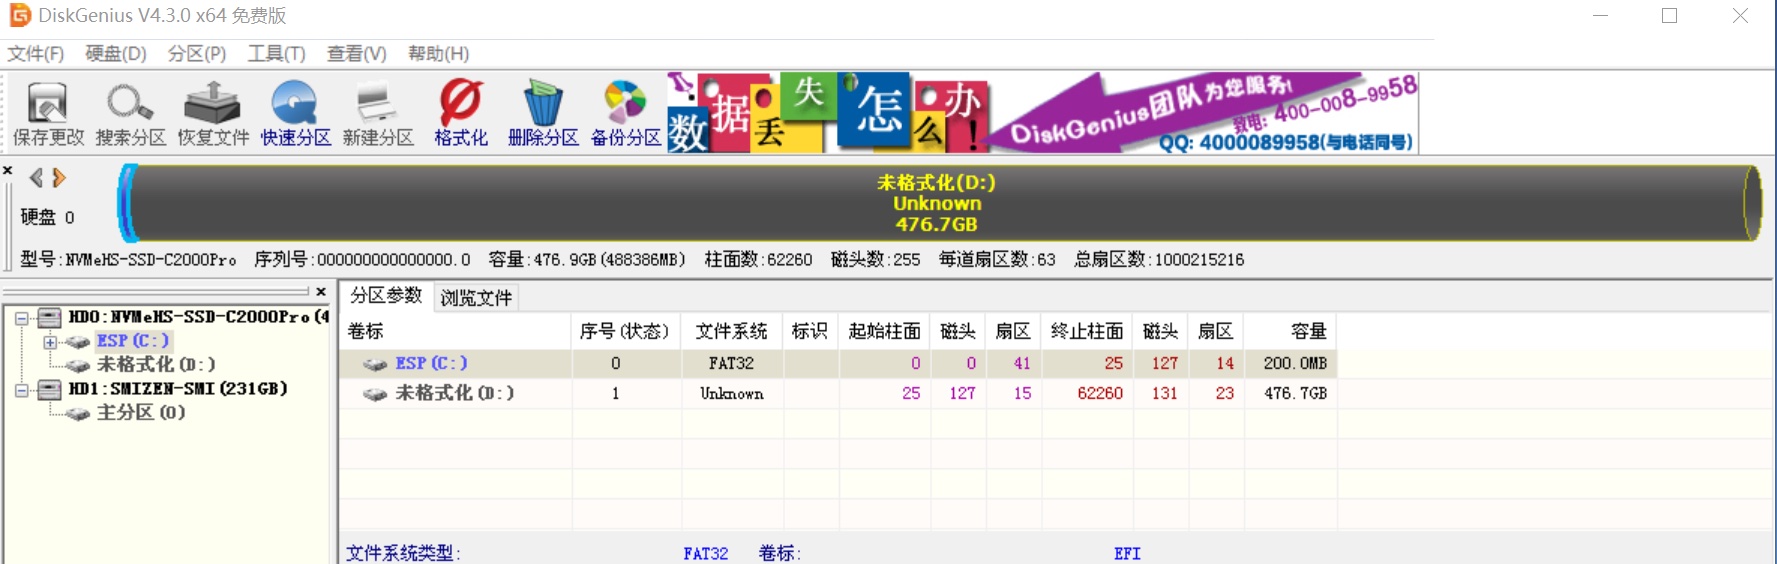 DiskGenius V4.3.0 x64 免费版
文件(F) 硬盘(D) 分区(P) 工具(T) 查看(V) 帮助(H)
保存更改 搜索分区 恢复文件 快速分区 新建分区 格式化 删除分区 备份分区
数据丢失怎么办!
DiskGenius团队为您服务!
致电: 400-008-9958
QQ: 4000089958(与电话同号)
未格式化(D:)
Unknown
476.7GB
硬盘 0
型号:NVMeHS-SSD-C2000Pro 序列号:000000000000000.0 容量:476.9GB(488386MB) 柱面数:62260 磁头数:255 每道扇区数:63 总扇区数:1000215216
HD0:NVMeHS-SSD-C2000Pro(4
ESP(C:)
未格式化(D:)
HD1:SMIZEN-SMI(231GB)
主分区(0)
分区参数 浏览文件
卷标 序号(状态) 文件系统 标识 起始柱面 磁头 扇区 终止柱面 磁头 扇区 容量
ESP(C:) 0 FAT32 0 0 41 25 127 14 200.0MB
未格式化(D:) 1 Unknown 25 127 15 62260 131 23 476.7GB
文件系统类型: FAT32 卷标: EFI